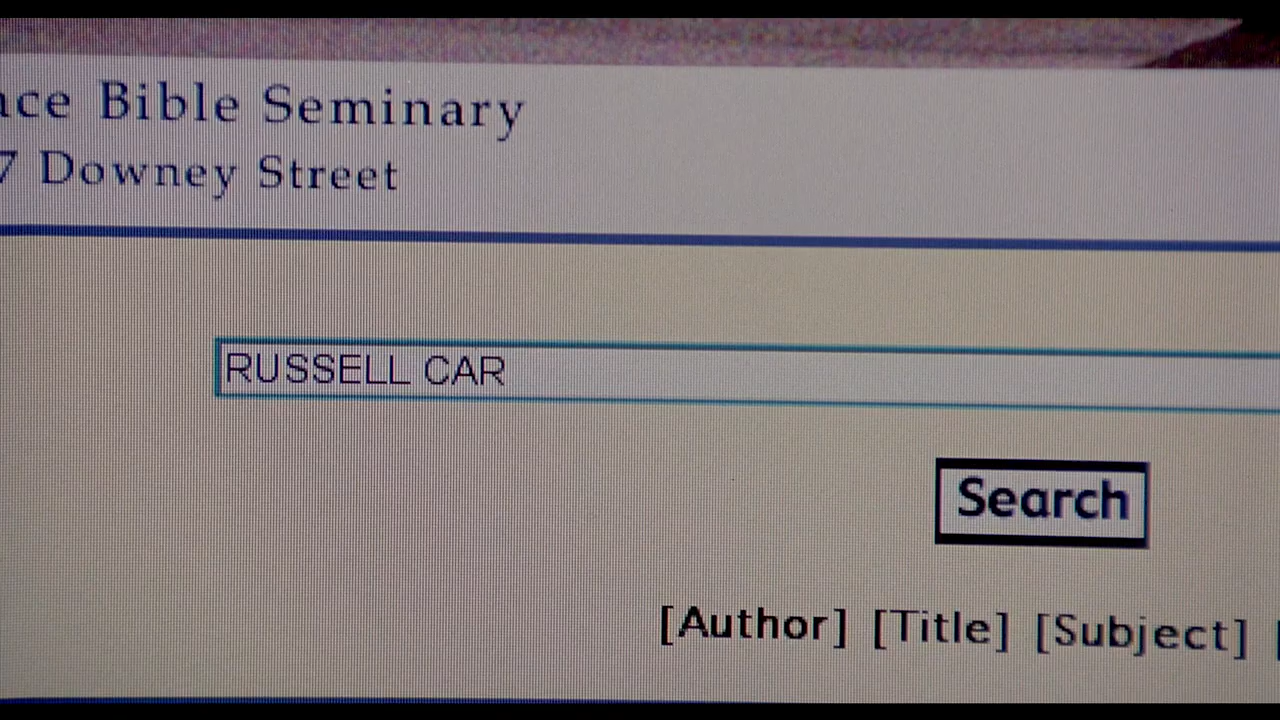 ace Bible Seminary
7 Downey Street
RUSSELL CAR
Search
[Author] [Title] [Subject]